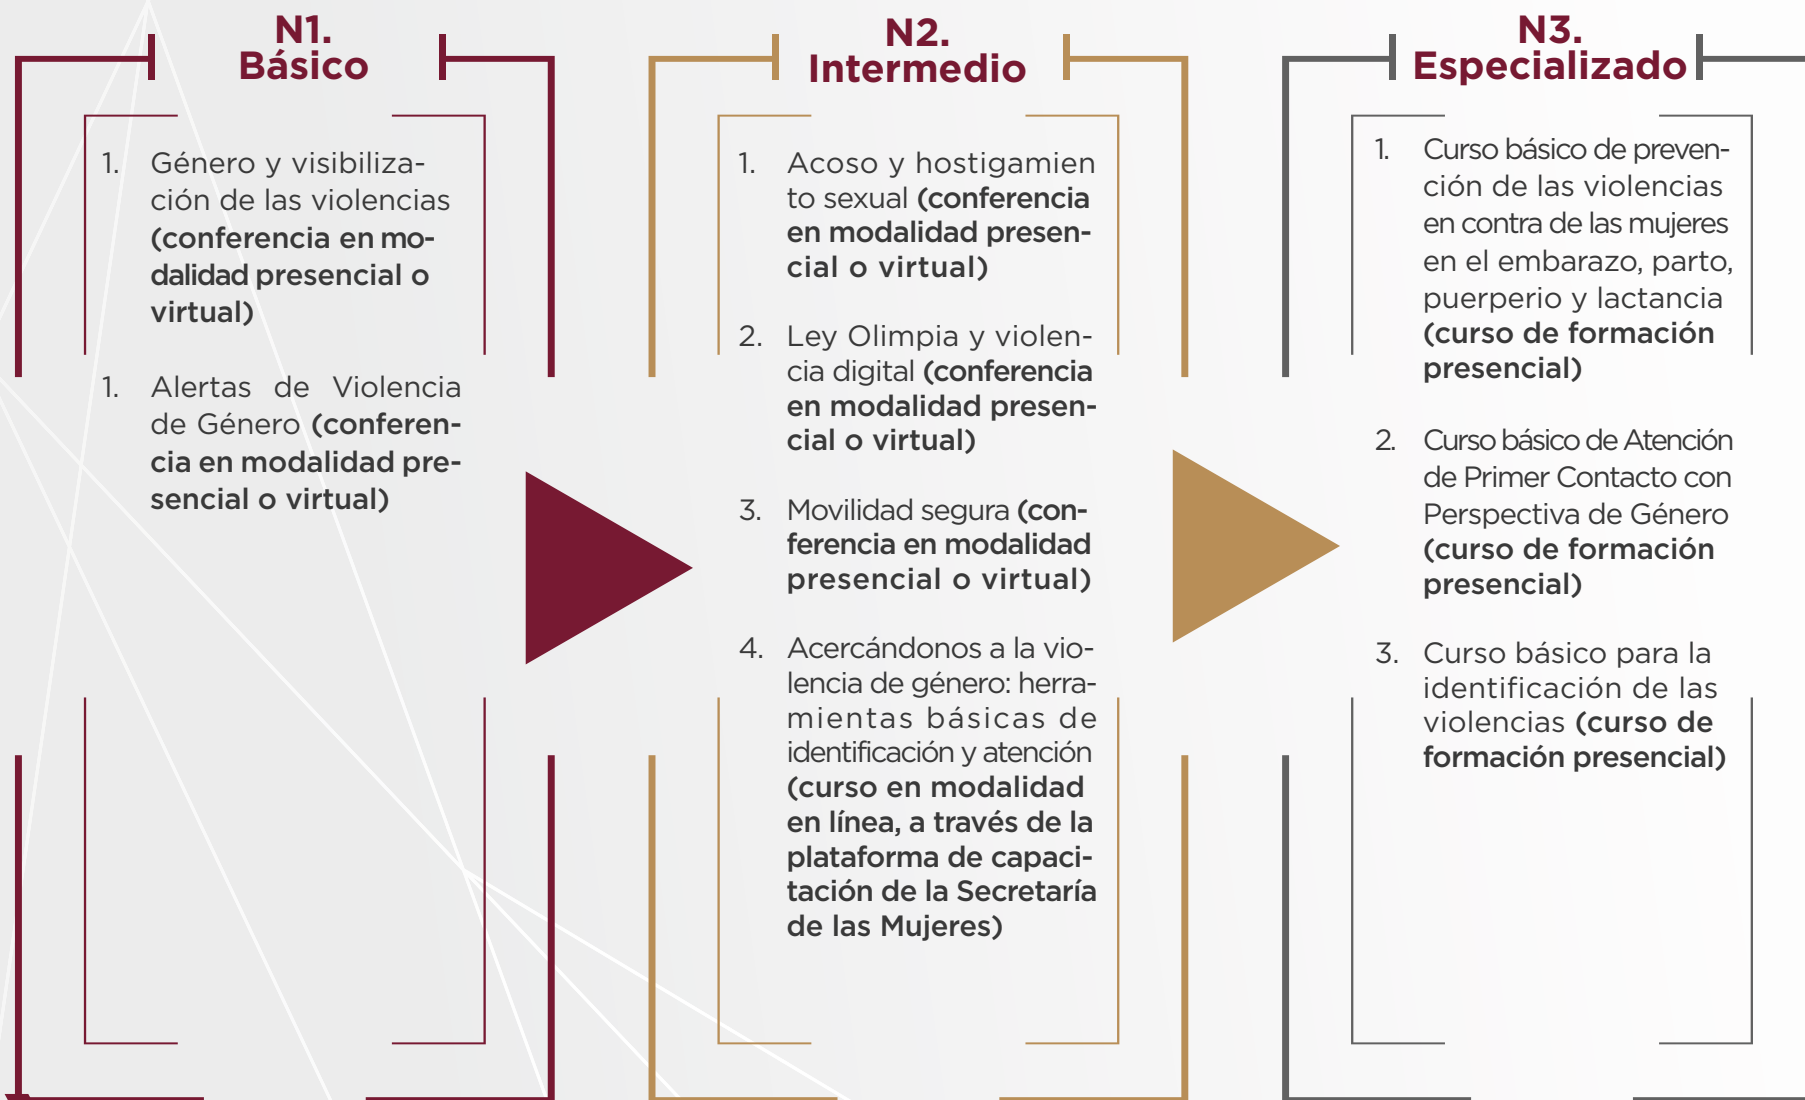 N1.
Básico
1. Género y visibiliza-
ción de las violencias
(conferencia en mo-
dalidad presencial o
virtual)
1. Alertas de Violencia
de Género (conferen-
cia en modalidad pre-
sencial o virtual)
N2.
Intermedio
1. Acoso y hostigamien
to sexual (conferencia
en modalidad presen-
cial o virtual)
2. Ley Olimpia y violen-
cia digital (conferencia
en modalidad presen-
cial o virtual)
3. Movilidad segura (con-
ferencia en modalidad
presencial o virtual)
4. Acercándonos a la vio-
lencia de género: herra-
mientas básicas de
identificación y atención
(curso en modalidad
en línea, a través de la
plataforma de capaci-
tación de la Secretaría
de las Mujeres)
N3.
Especializado
1. Curso básico de preven-
ción de las violencias
en contra de las mujeres
en el embarazo, parto,
puerperio y lactancia
(curso de formación
presencial)
2. Curso básico de Atención
de Primer Contacto con
Perspectiva de Género
(curso de formación
presencial)
3. Curso básico para la
identificación de las
violencias (curso de
formación presencial)